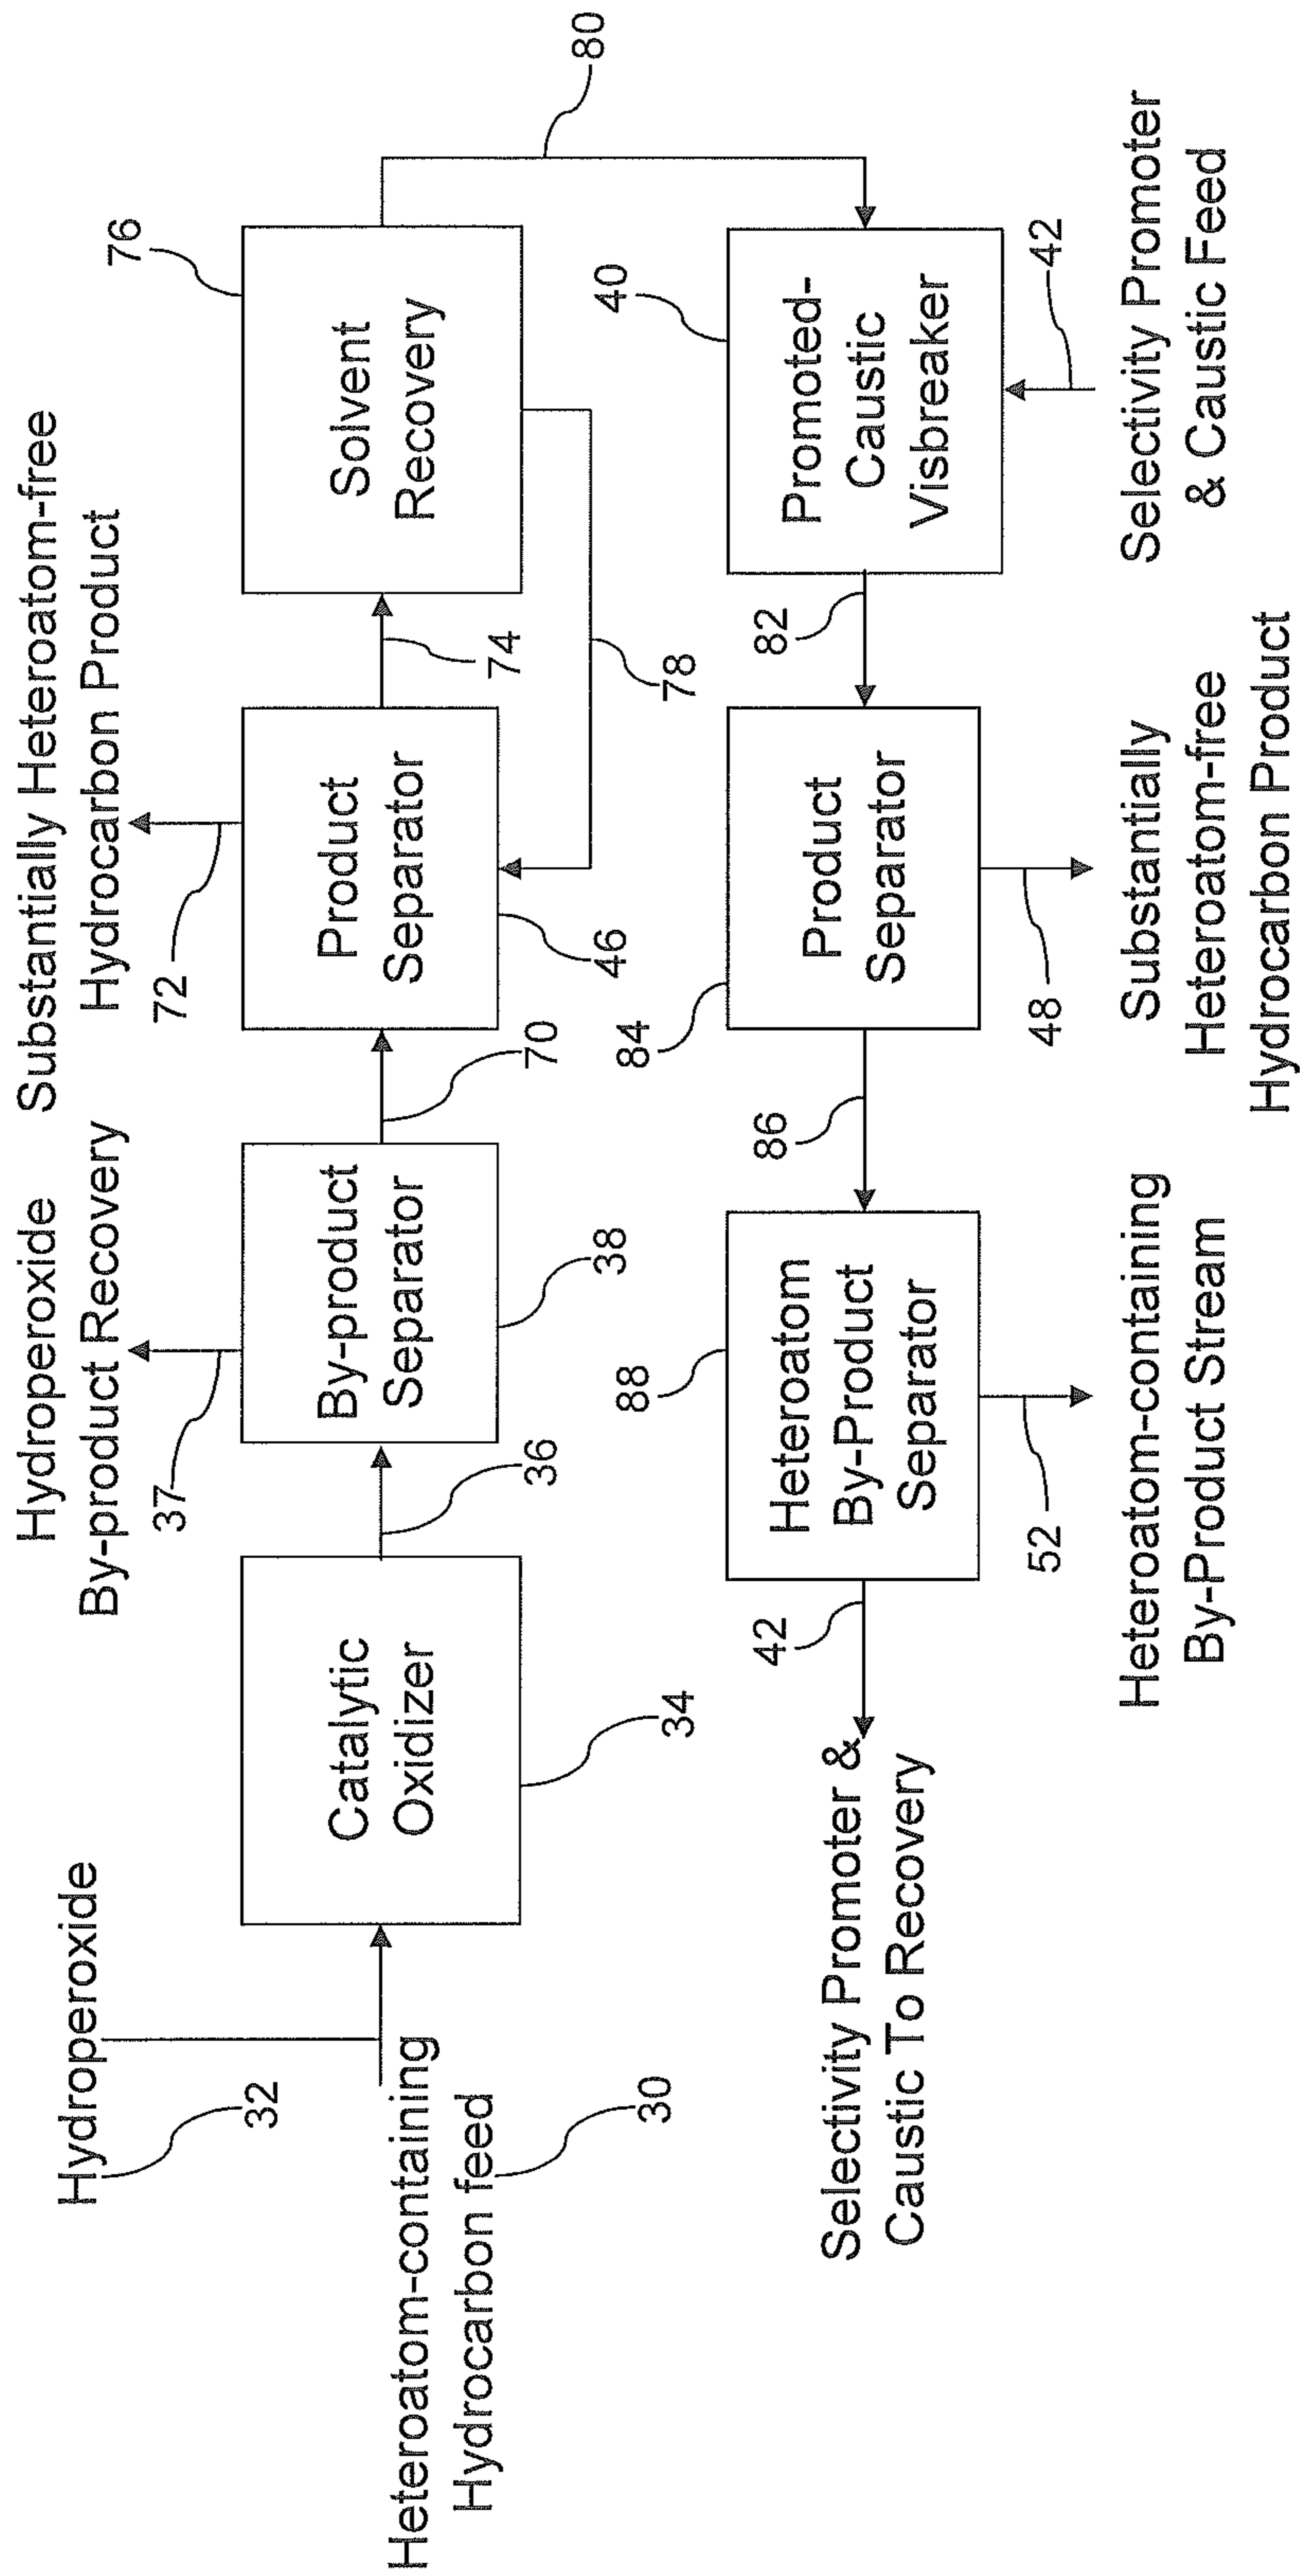 Hydroperoxide
32
Heteroatom-containing
Hydrocarbon feed
30
Catalytic
Oxidizer
34
36
Hydroperoxide
By-product Recovery
37
By-product
Separator
38
70
Substantially Heteroatom-free
Hydrocarbon Product
72
Product
Separator
46
74
78
Solvent
Recovery
76
80
Promoted-
Caustic
Visbreaker
40
42
Selectivity Promoter
& Caustic Feed
82
Product
Separator
84
48
Substantially
Heteroatom-free
Hydrocarbon Product
86
Heteroatom
By-Product
Separator
88
52
Heteroatom-containing
By-Product Stream
42
Selectivity Promoter &
Caustic To Recovery